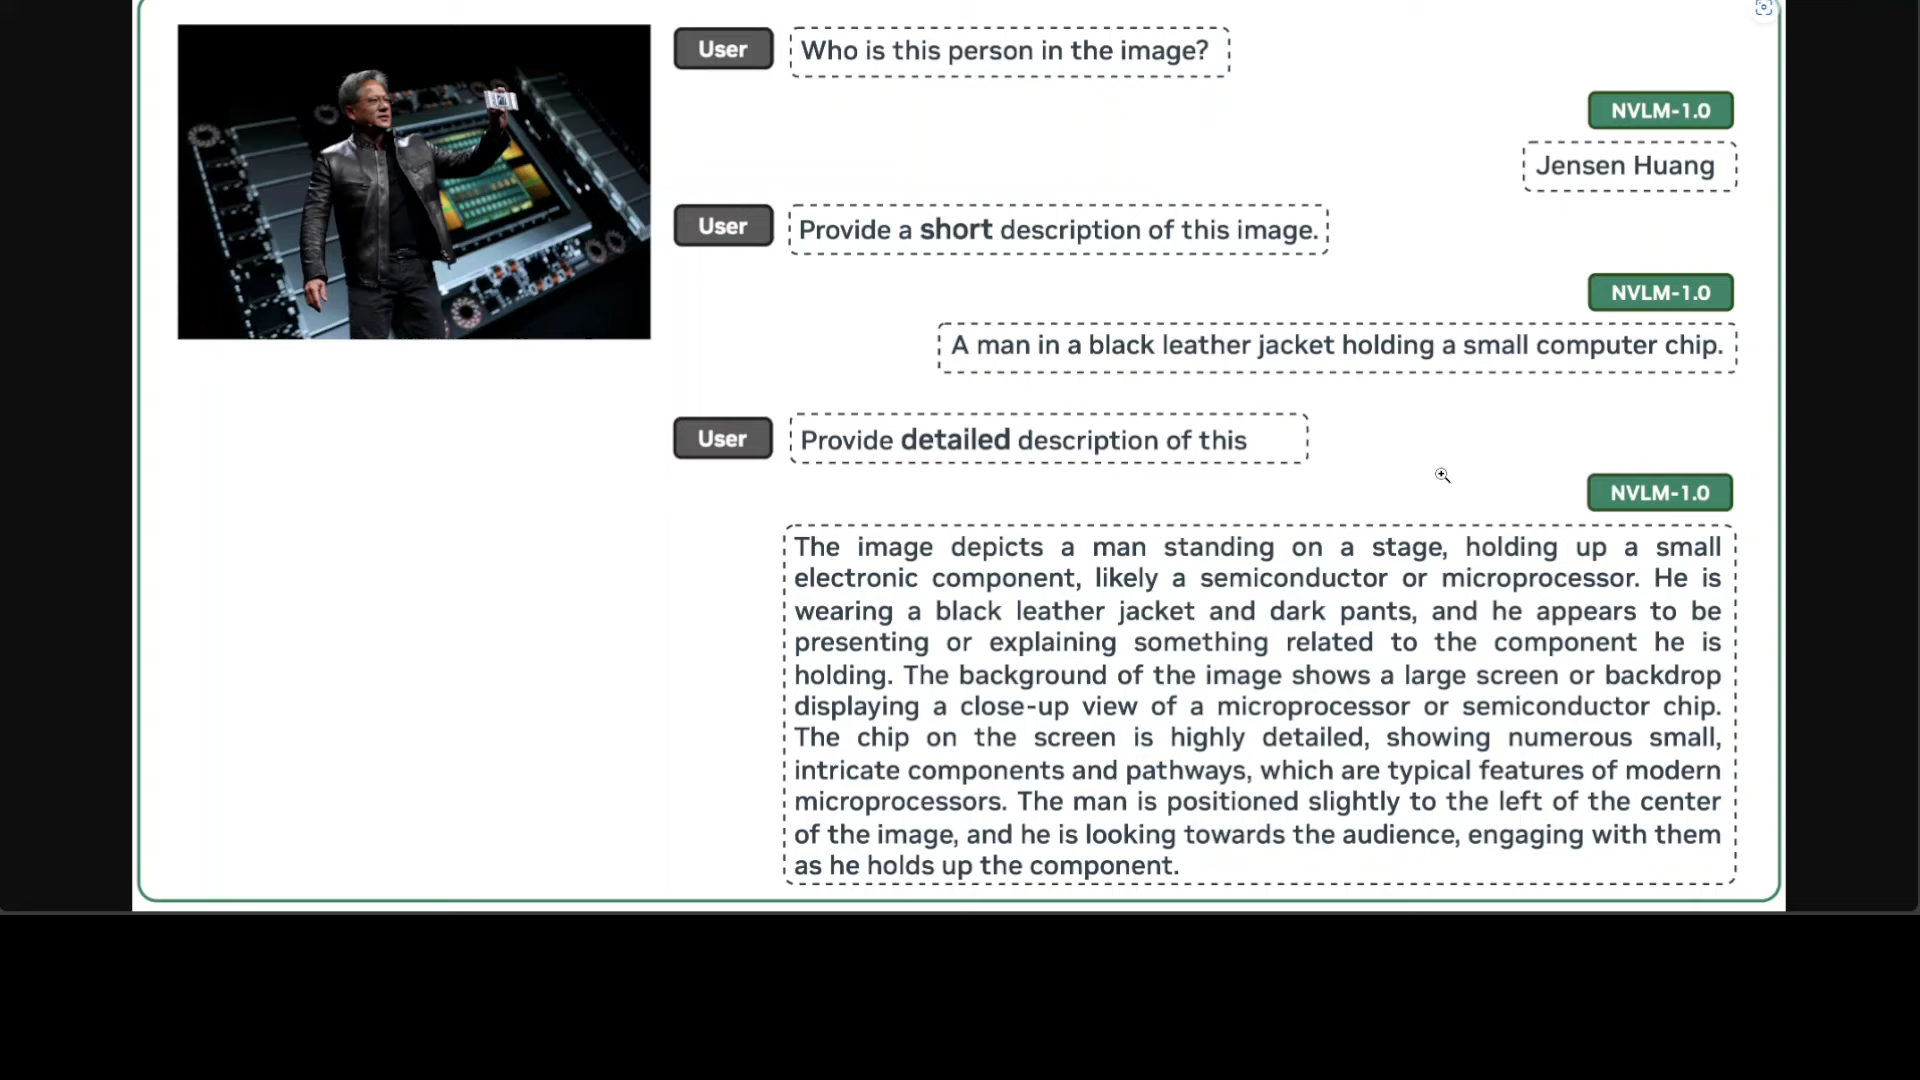 User
Who is this person in the image?
NVLM-1.0
Jensen Huang
User
Provide a short description of this image.
NVLM-1.0
A man in a black leather jacket holding a small computer chip.
User
Provide detailed description of this
NVLM-1.0
The image depicts a man standing on a stage, holding up a small
electronic component, likely a semiconductor or microprocessor. He is
wearing a black leather jacket and dark pants, and he appears to be
presenting or explaining something related to the component he is
holding. The background of the image shows a large screen or backdrop
displaying a close-up view of a microprocessor or semiconductor chip.
The chip on the screen is highly detailed, showing numerous small,
intricate components and pathways, which are typical features of modern
microprocessors. The man is positioned slightly to the left of the center
of the image, and he is looking towards the audience, engaging with them
as he holds up the component.